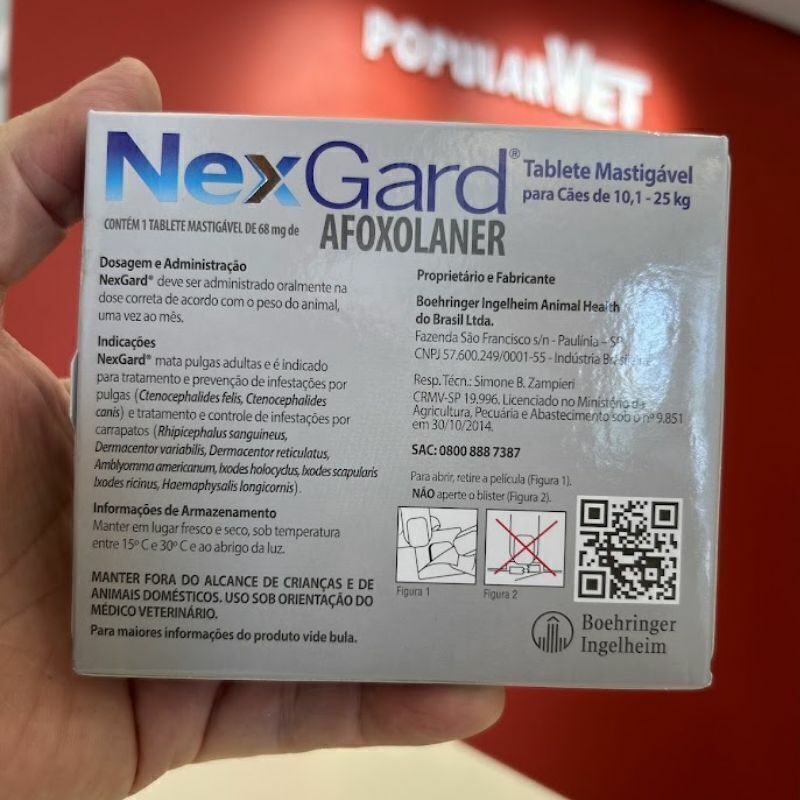 POPULARVET
NexGard®
Tablete Mastigável
para Cães de 10,1 - 25 kg
CONTÉM 1 TABLETE MASTIGÁVEL DE 68 mg de
AFOXOLANER
Dosagem e Administração
NexGard® deve ser administrado oralmente na
dose correta de acordo com o peso do animal,
uma vez ao mês.
Indicações
NexGard® mata pulgas adultas e é indicado
para tratamento e prevenção de infestações por
pulgas (Ctenocephalides felis, Ctenocephalides
canis) e tratamento e controle de infestações por
carrapatos (Rhipicephalus sanguineus,
Dermacentor variabilis, Dermacentor reticulatus,
Amblyomma americanum, Ixodes holocyclus, Ixodes scapularis
Ixodes ricinus, Haemaphysalis longicornis).
Informações de Armazenamento
Manter em lugar fresco e seco, sob temperatura
entre 15º C e 30º C e ao abrigo da luz.
MANTER FORA DO ALCANCE DE CRIANÇAS E DE
ANIMAIS DOMÉSTICOS. USO SOB ORIENTAÇÃO DO
MÉDICO VETERINÁRIO.
Para maiores informações do produto vide bula.
Proprietário e Fabricante
Boehringer Ingelheim Animal Health
do Brasil Ltda.
Fazenda São Francisco s/n - Paulínia – SP
CNPJ 57.600.249/0001-55 - Indústria Brasileira
Resp. Técn.: Simone B. Zampieri
CRMV-SP 19.996. Licenciado no Ministério da
Agricultura, Pecuária e Abastecimento sob o nº 9.851
em 30/10/2014.
SAC: 0800 888 7387
Para abrir, retire a película (Figura 1).
NÃO aperte o blister (Figura 2).
Figura 1
Figura 2
Boehringer
Ingelheim